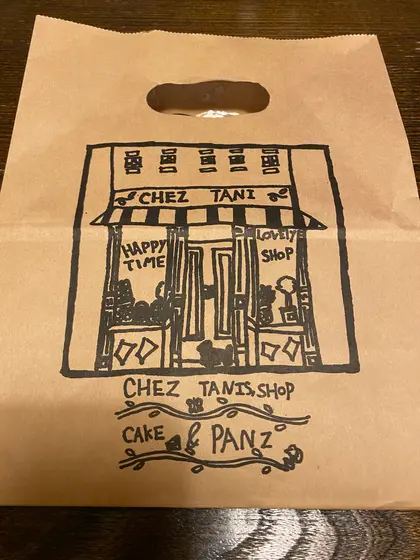 CHEZ TANI
HAPPY
TIME
LOVELY
SHOP
CHEZ TANI'S, SHOP
CAKE & PANZ